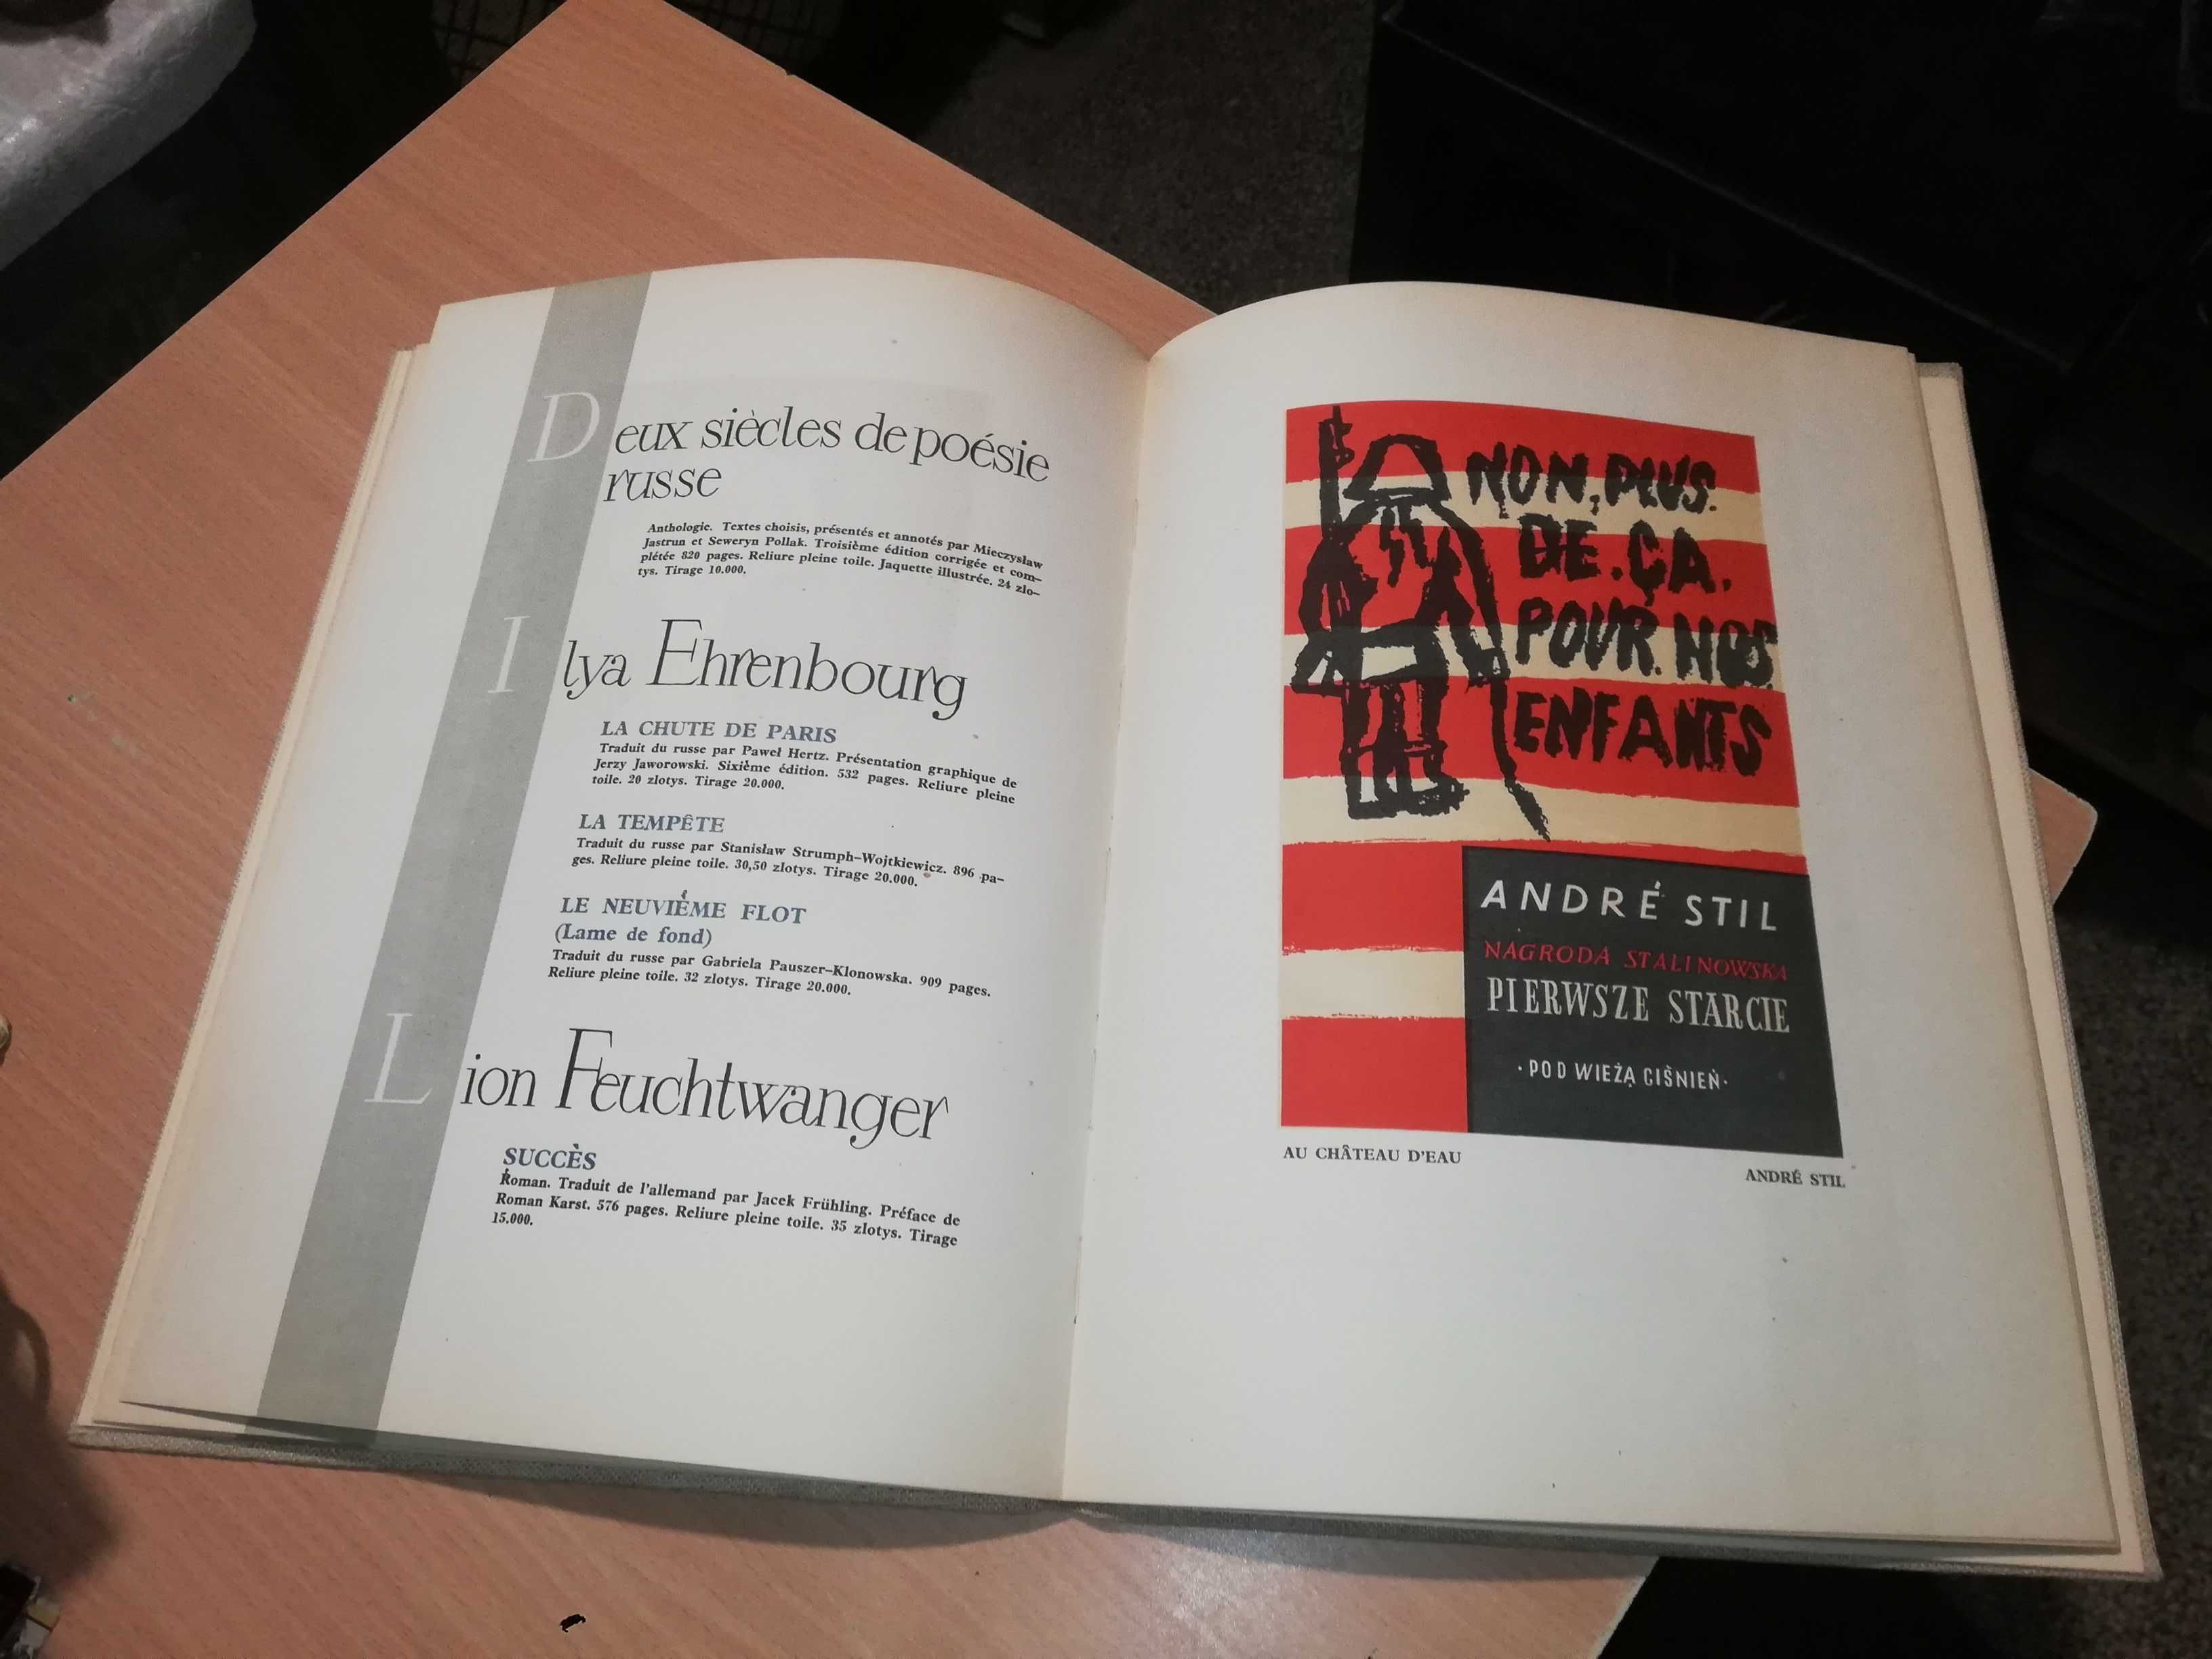 Deux siècles de poésie
russe
Anthologie. Textes choisis, présentés et annotés par Mieczysław
Jastrun et Seweryn Pollak. Troisième édition corrigée et com-
plétée 820 pages. Reliure pleine toile. Jaquette illustrée. 24 zlo-
tys. Tirage 10.000.
Ilya Ehrenbourg
LA CHUTE DE PARIS
Traduit du russe par Paweł Hertz. Présentation graphique de
Jerzy Jaworowski. Sixième édition. 532 pages. Reliure pleine
toile. 20 zlotys. Tirage 20.000.
LA TEMPÊTE
Traduit du russe par Stanisław Strumph-Wojtkiewicz. 896 pa-
ges. Reliure pleine toile. 30,50 zlotys. Tirage 20.000.
LE NEUVIÉME FLOT
(Lame de fond)
Traduit du russe par Gabriela Pauszer-Klonowska. 909 pages.
Reliure pleine toile. 32 zlotys. Tirage 20.000.
Lion Feuchtwanger
SUCCÈS
Roman. Traduit de l'allemand par Jacek Frühling. Préface de
Roman Karst. 576 pages. Reliure pleine toile. 35 zlotys. Tirage
15.000.
NON, PLUS.
DE. ÇA.
POUR. NOS
ENFANTS
ANDRÉ STIL
NAGRODA STALINOWSKA
PIERWSZE STARCIE
·POD WIEŻĄ CIŚNIEŃ·
AU CHÂTEAU D'EAU
ANDRÉ STIL